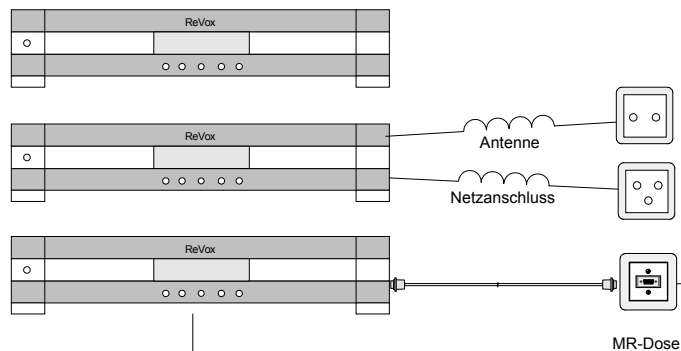 ReVox
ReVox
Antenne
Netzanschluss
ReVox
MR-Dose